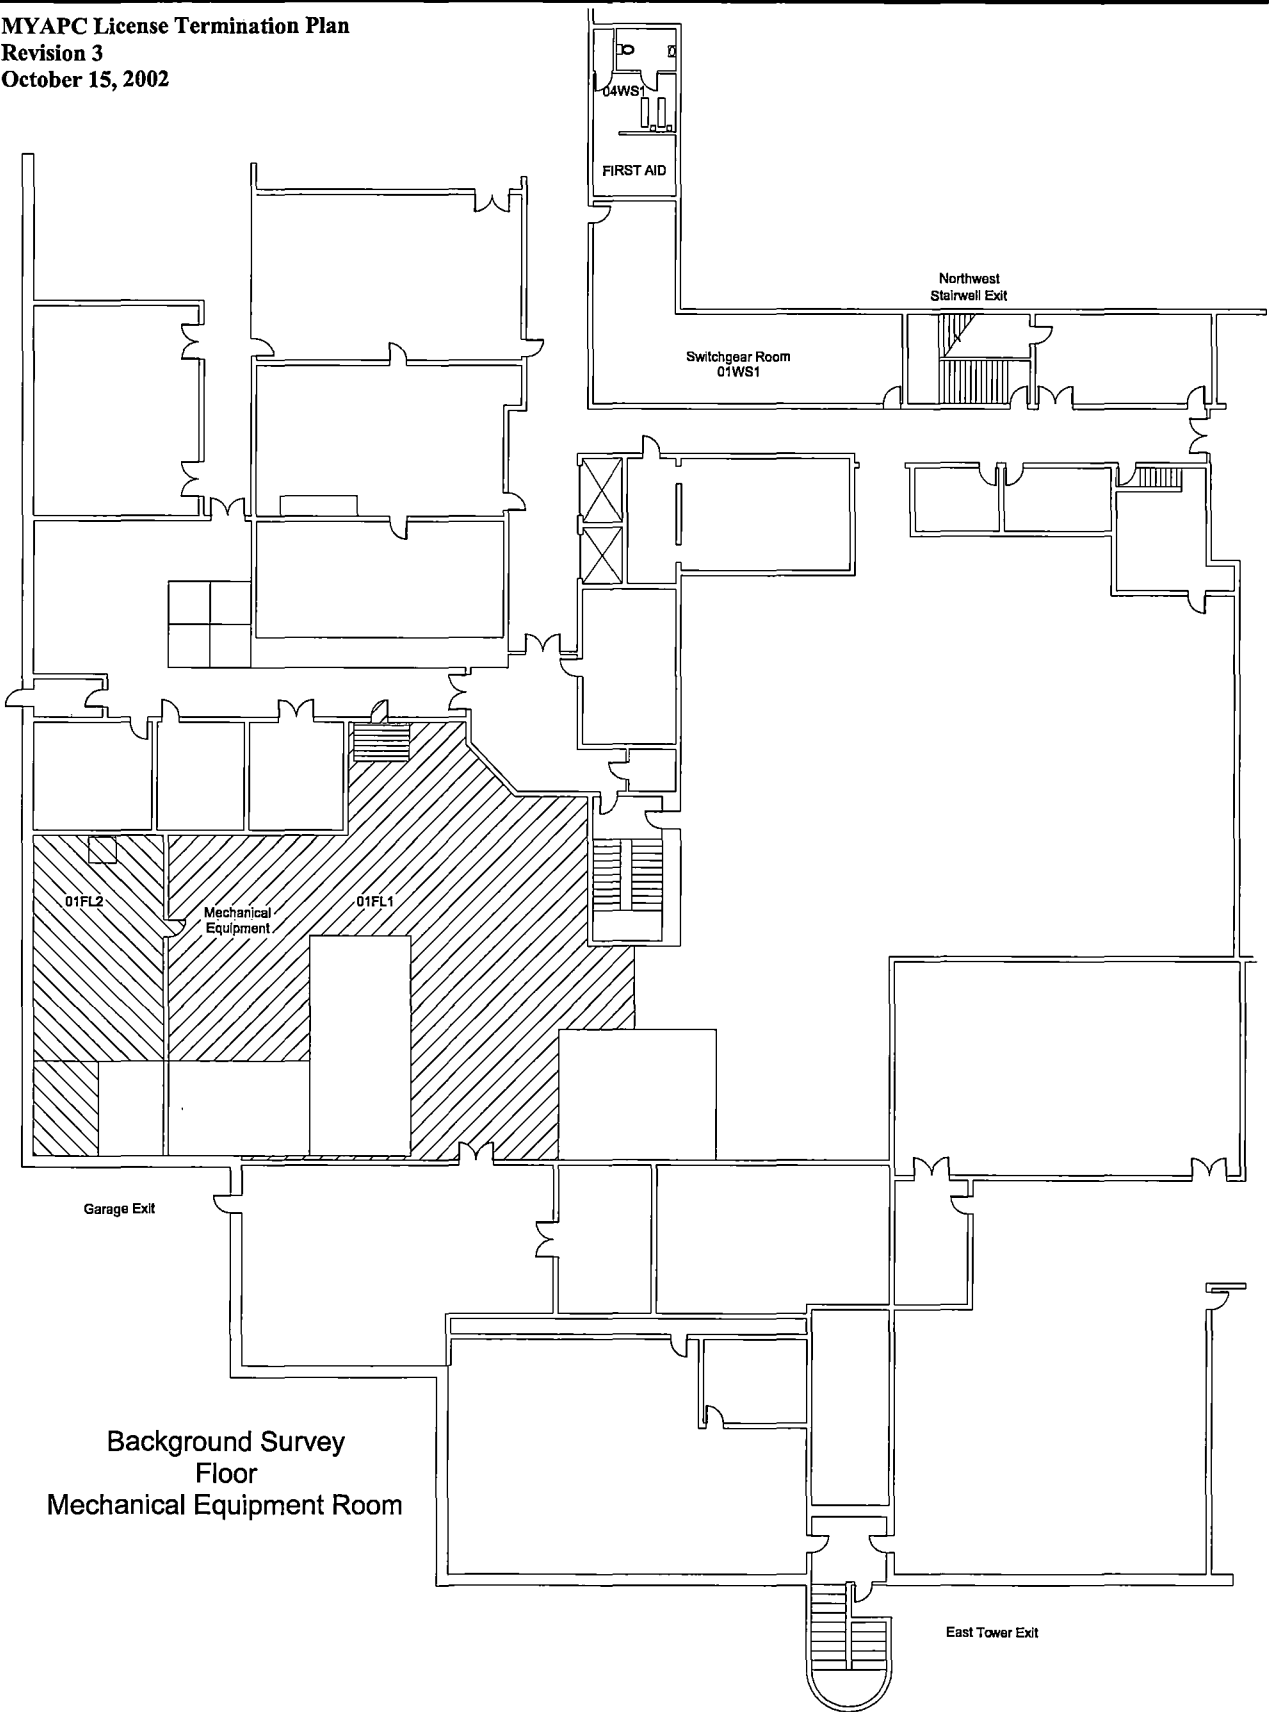 MYAPC License Termination Plan
Revision 3
October 15, 2002
04WS1
FIRST AID
Northwest
Stairwell Exit
Switchgear Room
01WS1
01FL2
Mechanical
Equipment
01FL1
Garage Exit
Background Survey
Floor
Mechanical Equipment Room
East Tower Exit